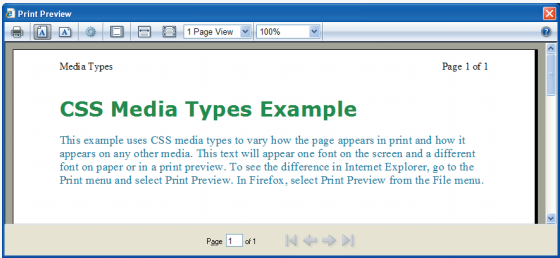 Print Preview
1 Page View 100%
Media Types Page 1 of 1
CSS Media Types Example
This example uses CSS media types to vary how the page appears in print and how it
appears on any other media. This text will appear one font on the screen and a different
font on paper or in a print preview. To see the difference in Internet Explorer, go to the
Print menu and select Print Preview. In Firefox, select Print Preview from the File menu.
Page 1 of 1